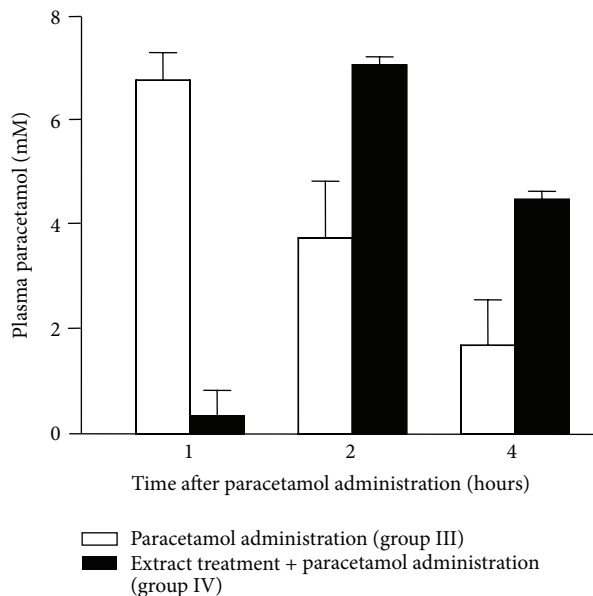 8
6
4
2
0
Plasma paracetamol (mM)
1 2 4
Time after paracetamol administration (hours)
Paracetamol administration (group III)
Extract treatment + paracetamol administration
(group IV)